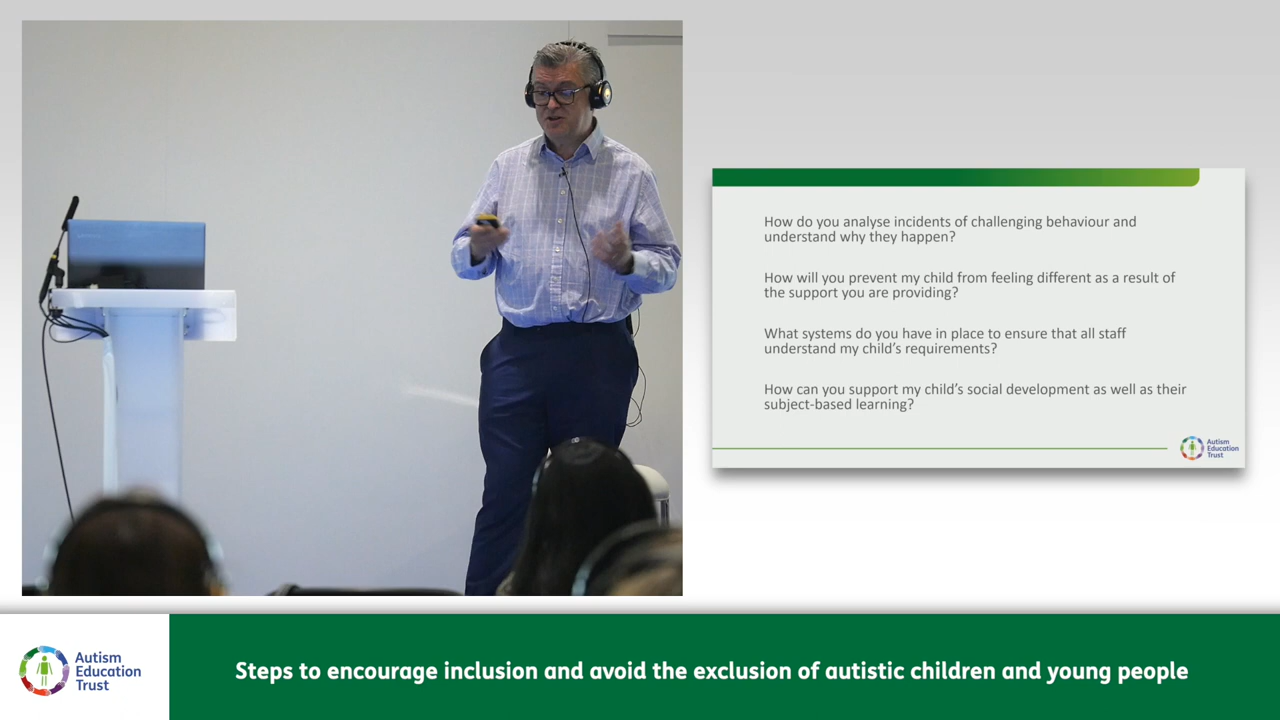 How do you analyse incidents of challenging behaviour and
understand why they happen?
How will you prevent my child from feeling different as a result of
the support you are providing?
What systems do you have in place to ensure that all staff
understand my child's requirements?
How can you support my child's social development as well as their
subject-based learning?
Autism
Education
Trust
Autism
Education
Trust
Steps to encourage inclusion and avoid the exclusion of autistic children and young people